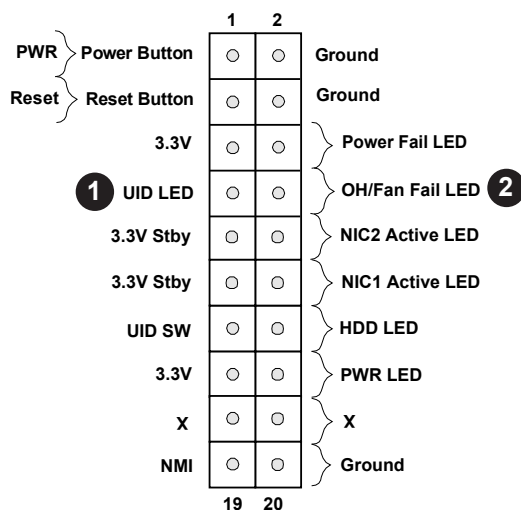 1 2
PWR Power Button Ground
Reset Reset Button Ground
3.3V Power Fail LED
1 UID LED OH/Fan Fail LED 2
3.3V Stby NIC2 Active LED
3.3V Stby NIC1 Active LED
UID SW HDD LED
3.3V PWR LED
X X
NMI Ground
19 20